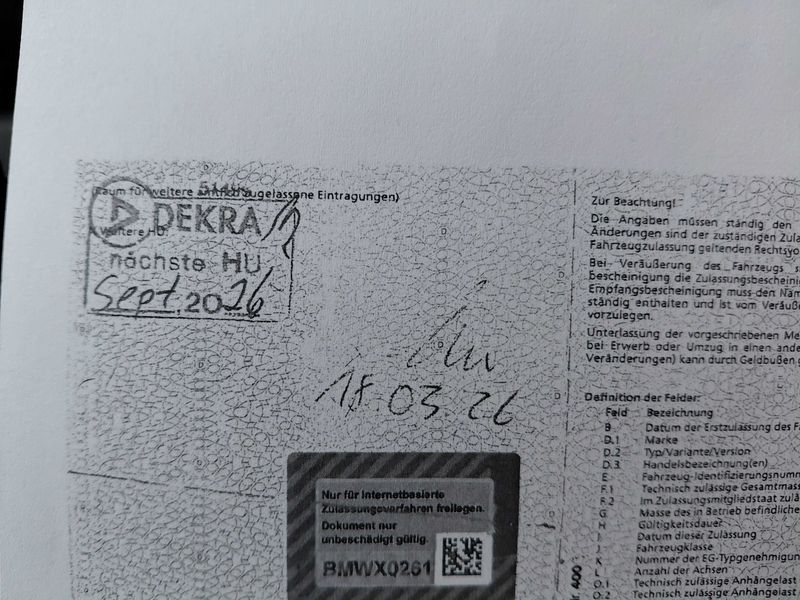 (Raum für weitere amtlich zugelassene Eintragungen)
DEKRA
Weitere HU:
nächste HU
Sept. 2026
18.03 26
Nur für internetbasierte
Zulassungsverfahren freilegen.
Dokument nur
unbeschädigt gültig.
BMWX0261
Zur Beachtung!
Die Angaben müssen ständig den
Änderungen sind der zuständigen Zula
Fahrzeugzulassung geltenden Rechtsvo
Bei Veräußerung des Fahrzeugs s
Bescheinigung die Zulassungsbescheini
Empfangsbescheinigung muss den Nam
ständig enthalten und ist vom Veräuße
vorzulegen.
Unterlassung der vorgeschriebenen Me
bei Erwerb oder Umzug in einen ande
Veränderungen) kann durch Geldbußen g
Definition der Felder:
Feld Bezeichnung
B Datum der Erstzulassung des F
D.1 Marke
D.2 Typ/Variante/Version
D.3 Handelsbezeichnung(en)
E Fahrzeug-Identifizierungsnumm
F.1 Technisch zulässige Gesamtmass
F.2 Im Zulassungsmitgliedstaat zulä
G Masse des in Betrieb befindliche
H Gültigkeitsdauer
I Datum dieser Zulassung
J Fahrzeugklasse
K Nummer der EG-Typgenehmigun
L Anzahl der Achsen
O.1 Technisch zulässige Anhängelast
O.2 Technisch zulässige Anhängelast
400